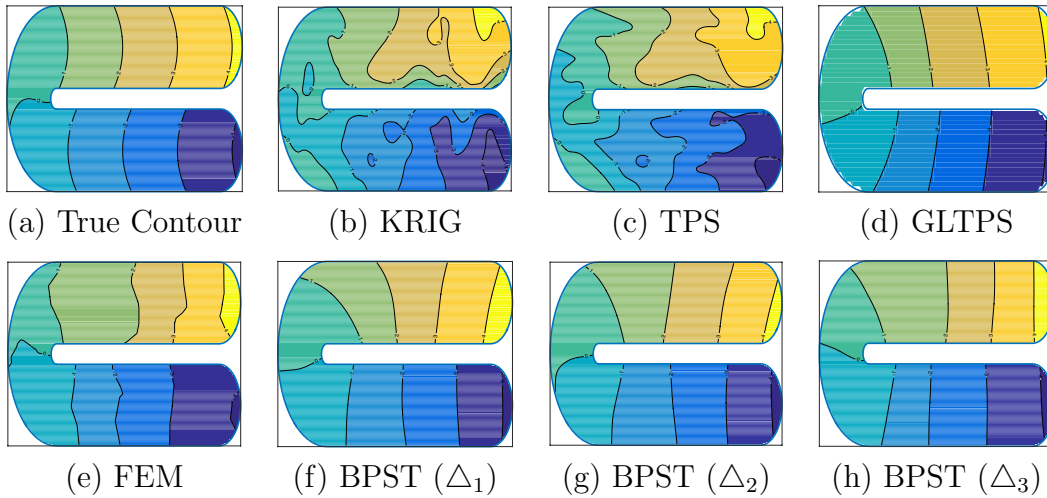 (a) True Contour
(b) KRIG
(c) TPS
(d) GLTPS
(e) FEM
(f) BPST (△₁)
(g) BPST (△₂)
(h) BPST (△₃)